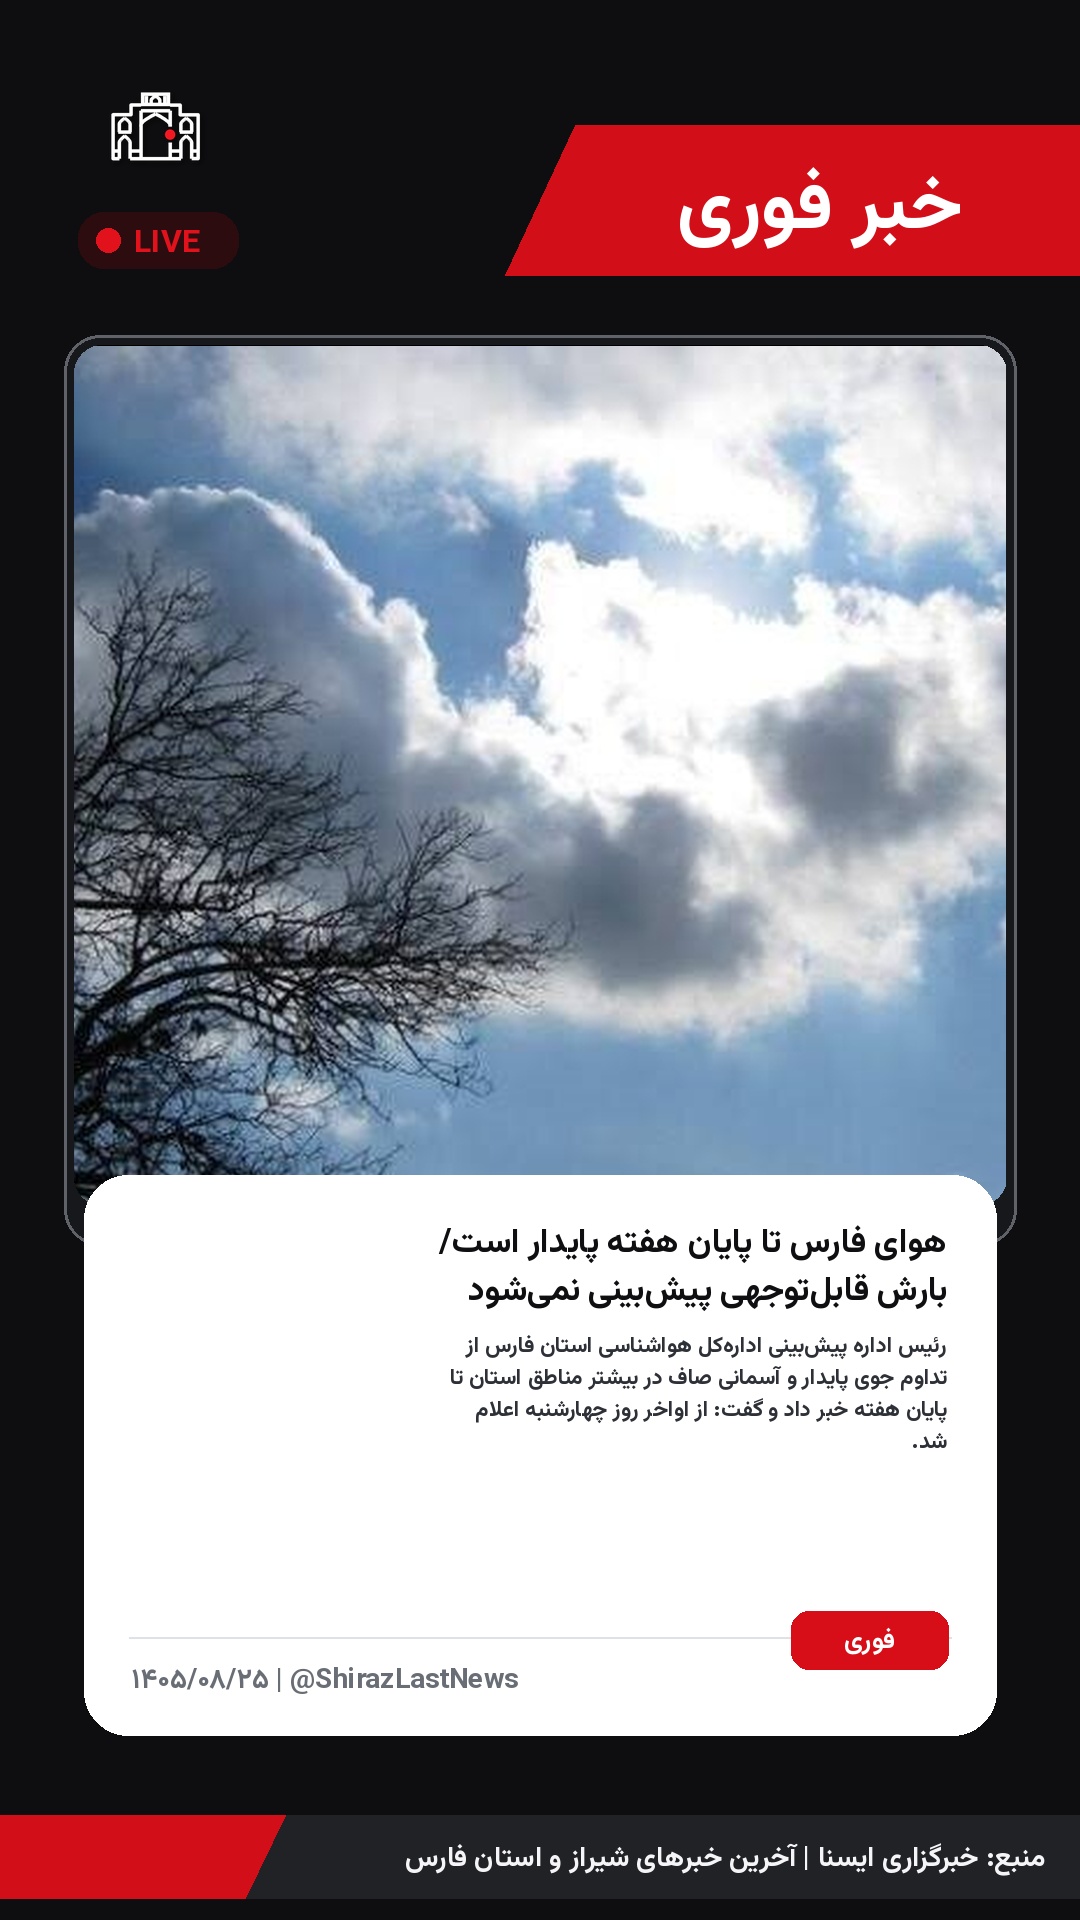 LIVE
خبر فوری
هوای فارس تا پایان هفته پایدار است/
بارش قابل‌توجهی پیش‌بینی نمی‌شود
رئیس اداره پیش‌بینی اداره‌کل هواشناسی استان فارس از
تداوم جوی پایدار و آسمانی صاف در بیشتر مناطق استان تا
پایان هفته خبر داد و گفت: از اواخر روز چهارشنبه اعلام
شد.
فوری
۱۴۰۵/۰۸/۲۵ | @ShirazLastNews
منبع: خبرگزاری ایسنا | آخرین خبرهای شیراز و استان فارس